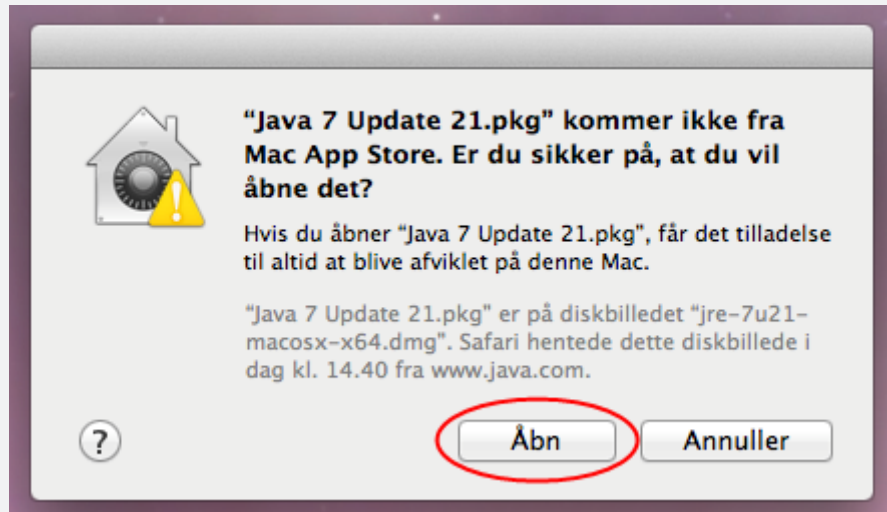 “Java 7 Update 21.pkg” kommer ikke fra
Mac App Store. Er du sikker på, at du vil
åbne det?
Hvis du åbner “Java 7 Update 21.pkg”, får det tilladelse
til altid at blive afviklet på denne Mac.
“Java 7 Update 21.pkg” er på diskbilledet “jre-7u21-
macosx-x64.dmg”. Safari hentede dette diskbillede i
dag kl. 14.40 fra www.java.com.
? Åbn Annuller